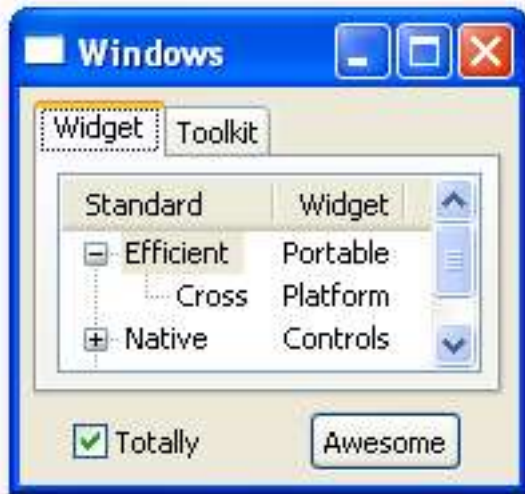 Windows
Widget Toolkit
Standard Widget
Efficient Portable
Cross Platform
Native Controls
Totally Awesome